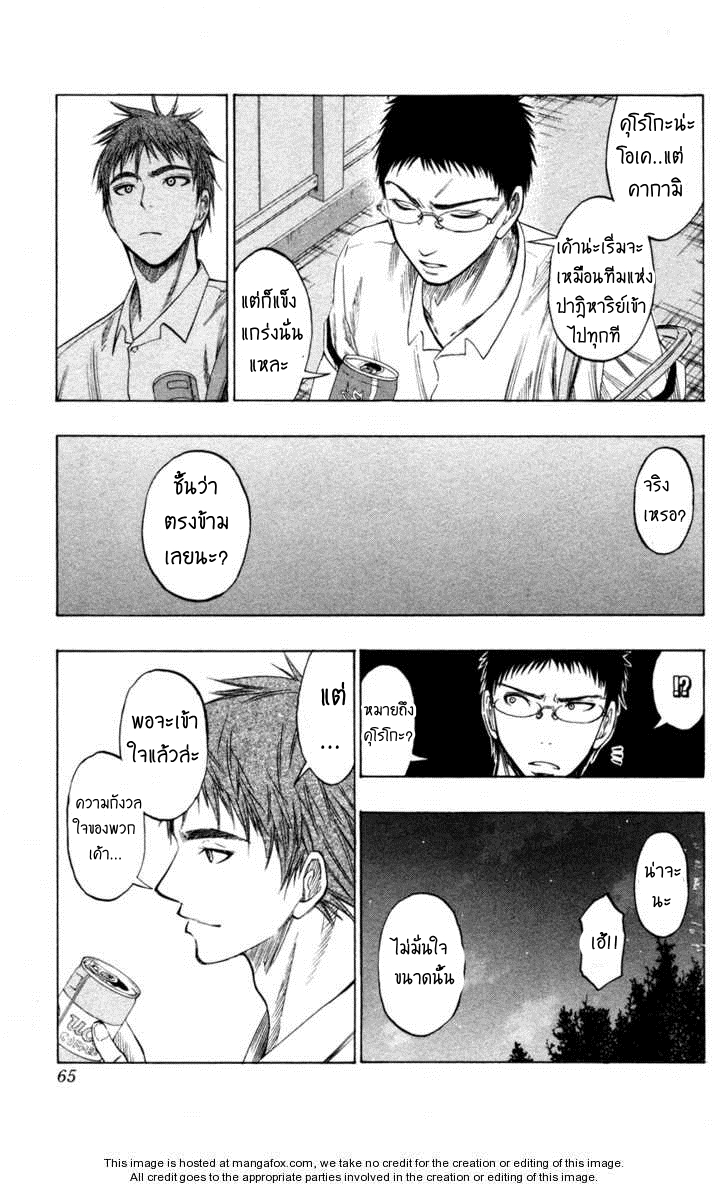 คุโรโกะน่ะ
โอเค..แต่
คากามิ
เค้าน่ะเริ่มจะ
เหมือนทีมแห่ง
ปาฏิหาริย์เข้า
ไปทุกที
แต่ก็แข็ง
แกร่งนั่น
แหละ
จริง
เหรอ?
ชั้นว่า
ตรงข้าม
เลยนะ?
!?
หมายถึง
คุโรโกะ?
น่าจะ
นะ
เฮ้!!
ไม่มั่นใจ
ขนาดนั้น
แต่
...
พอจะเข้า
ใจแล้วล่ะ
ความกังวล
ใจของพวก
เค้า...
UCC
COFFEE
65
This image is hosted at mangafox.com, we take no credit for the creation or editing of this image.
All credit goes to the appropriate parties involved in the creation or editing of this image.